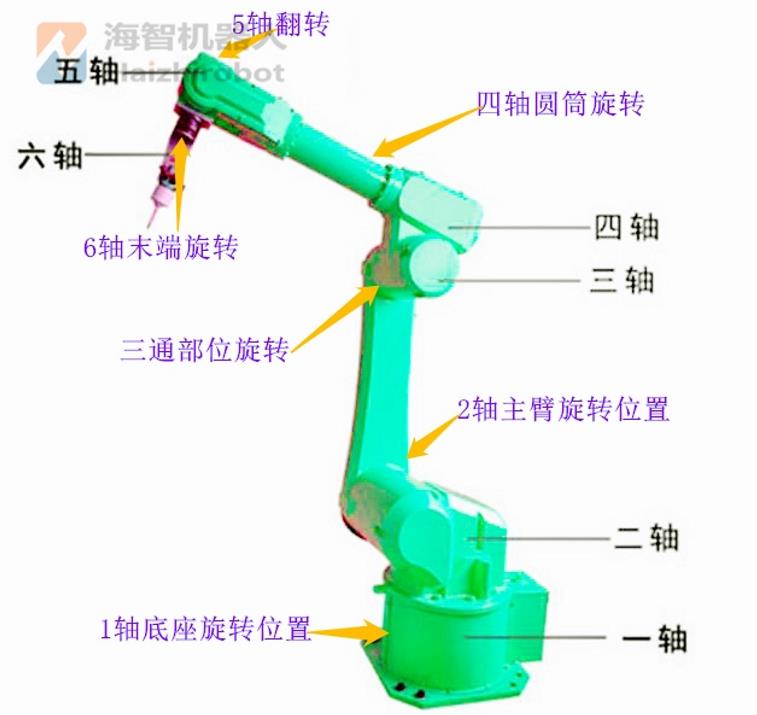 海智机器人
Haizhirobot
5轴翻转
五轴
四轴圆筒旋转
六轴
6轴末端旋转
四轴
三轴
三通部位旋转
2轴主臂旋转位置
二轴
1轴底座旋转位置
一轴